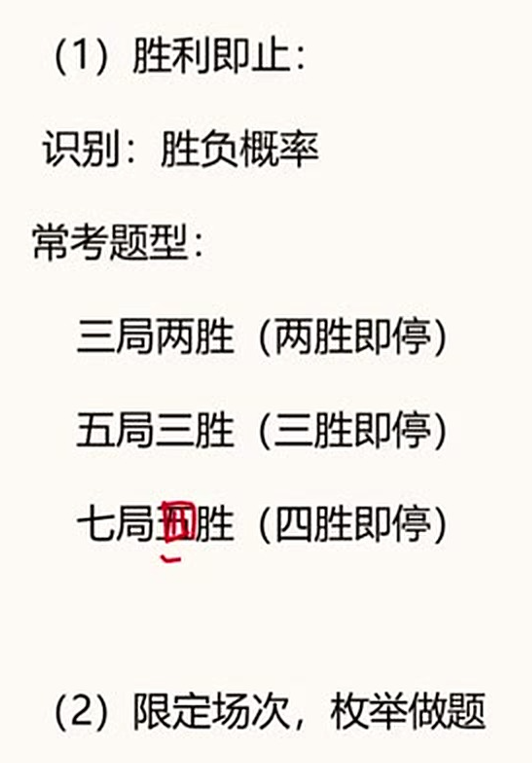 （1）胜利即止：
识别：胜负概率
常考题型：
三局两胜（两胜即停）
五局三胜（三胜即停）
七局四胜（四胜即停）
（2）限定场次，枚举做题